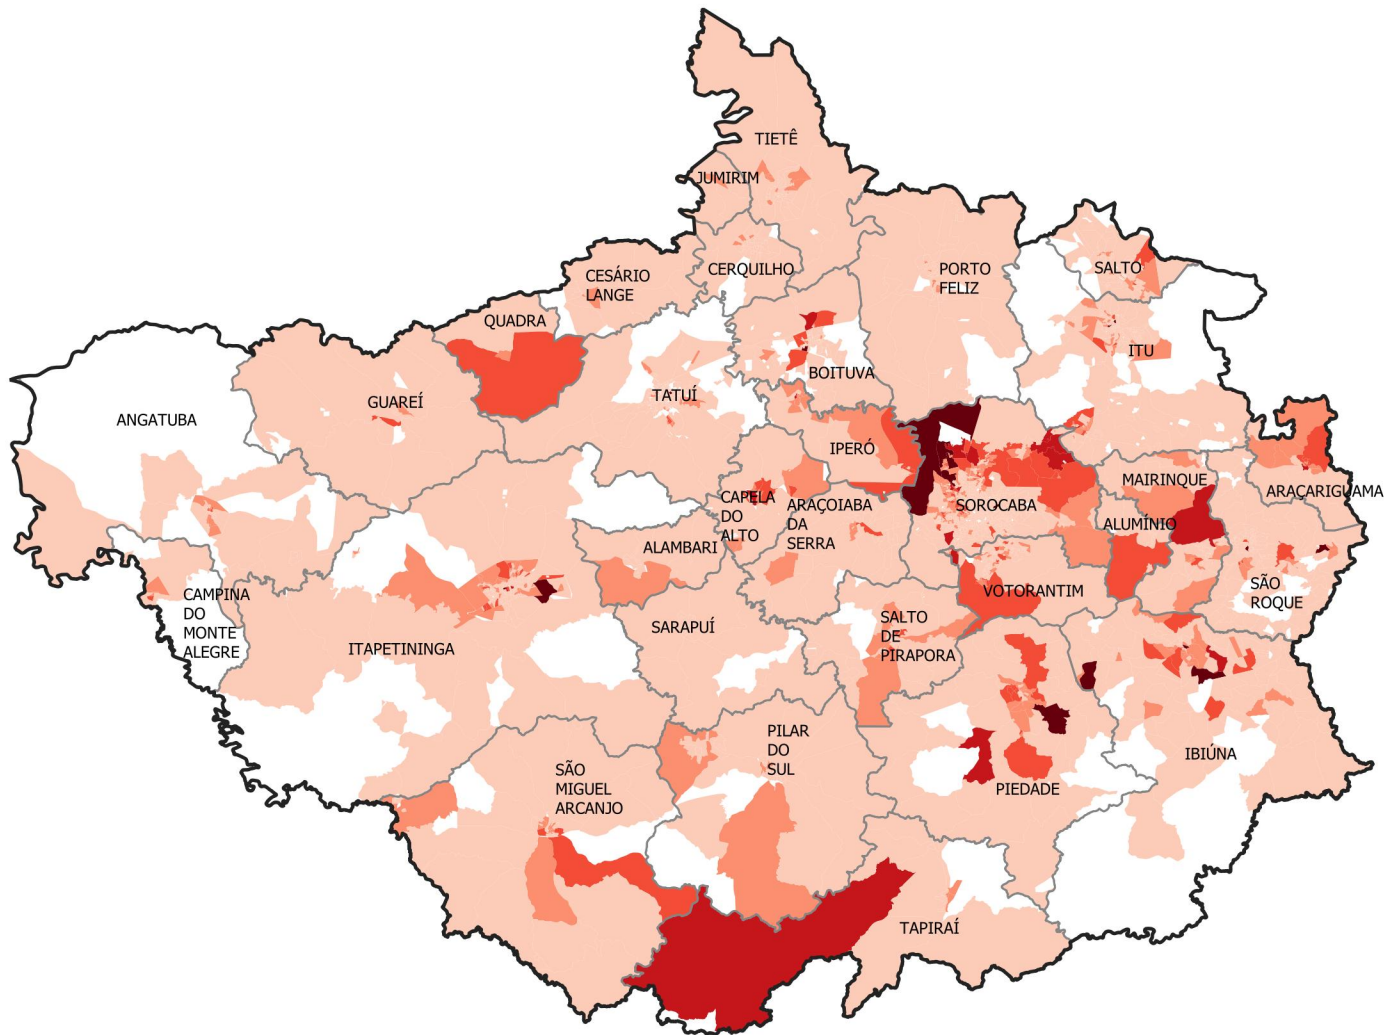 TIETÊ
JUMIRIM
CERQUILHO
CESÁRIO
LANGE
PORTO
FELIZ
SALTO
QUADRA
ITU
BOITUVA
TATUÍ
GUAREÍ
ANGATUBA
IPERÓ
MAIRINQUE
ARAÇARIGUAMA
CAPELA
DO
ALTO
ARAÇOIABA
DA
SERRA
SOROCABA
ALUMÍNIO
ALAMBARI
VOTORANTIM
SÃO
ROQUE
CAMPINA
DO
MONTE
ALEGRE
ITAPETININGA
SARAPUÍ
SALTO
DE
PIRAPORA
PILAR
DO
SUL
IBIÚNA
SÃO
MIGUEL
ARCANJO
PIEDADE
TAPIRAÍ